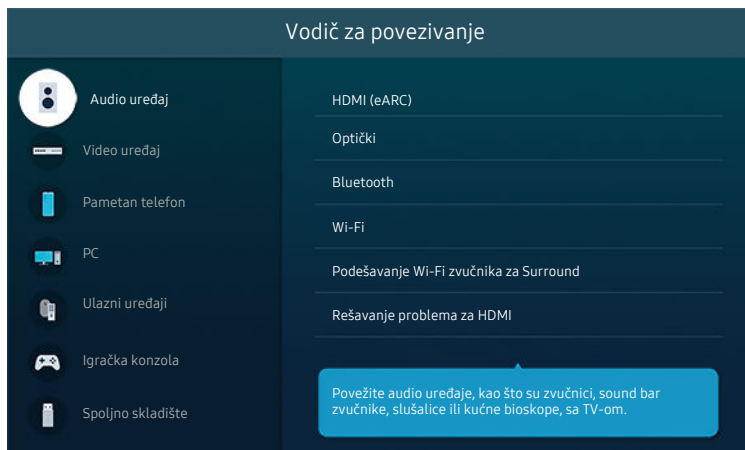 Vodič za povezivanje
Audio uređaj
Video uređaj
Pametan telefon
PC
Ulazni uređaji
Igračka konzola
Spoljno skladište
HDMI (eARC)
Optički
Bluetooth
Wi-Fi
Podešavanje Wi-Fi zvučnika za Surround
Rešavanje problema za HDMI
Povežite audio uređaje, kao što su zvučnici, sound bar
zvučnike, slušalice ili kućne bioskope, sa TV-om.